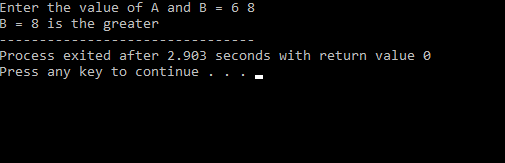 Enter the value of A and B = 6 8
B = 8 is the greater
--------------------------------
Process exited after 2.903 seconds with return value 0
Press any key to continue . . .